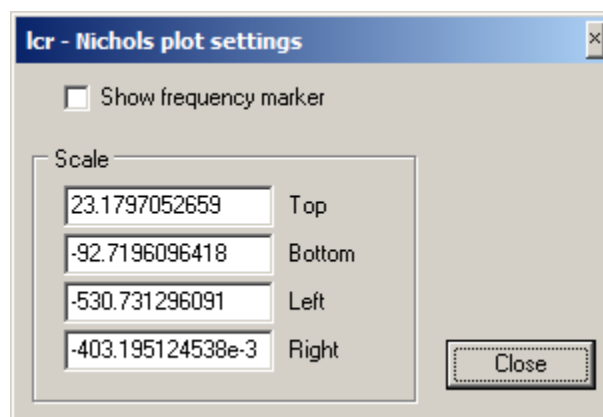 lcr - Nichols plot settings
Show frequency marker
Scale
23.1797052659 Top
-92.7196096418 Bottom
-530.731296091 Left
-403.195124538e-3 Right
Close